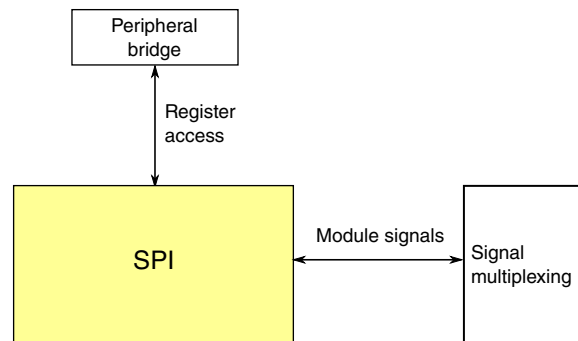 Peripheral
bridge
Register
access
SPI
Module signals
Signal
multiplexing